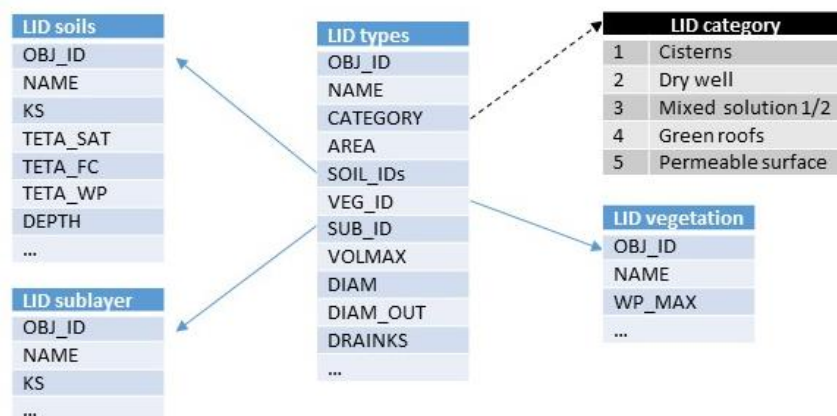 LID soils
OBJ_ID
NAME
KS
TETA_SAT
TETA_FC
TETA_WP
DEPTH
...
LID sublayer
OBJ_ID
NAME
KS
...
LID types
OBJ_ID
NAME
CATEGORY
AREA
SOIL_IDs
VEG_ID
SUB_ID
VOLMAX
DIAM
DIAM_OUT
DRAINKS
...
LID category
1 Cisterns
2 Dry well
3 Mixed solution 1/2
4 Green roofs
5 Permeable surface
LID vegetation
OBJ_ID
NAME
WP_MAX
...